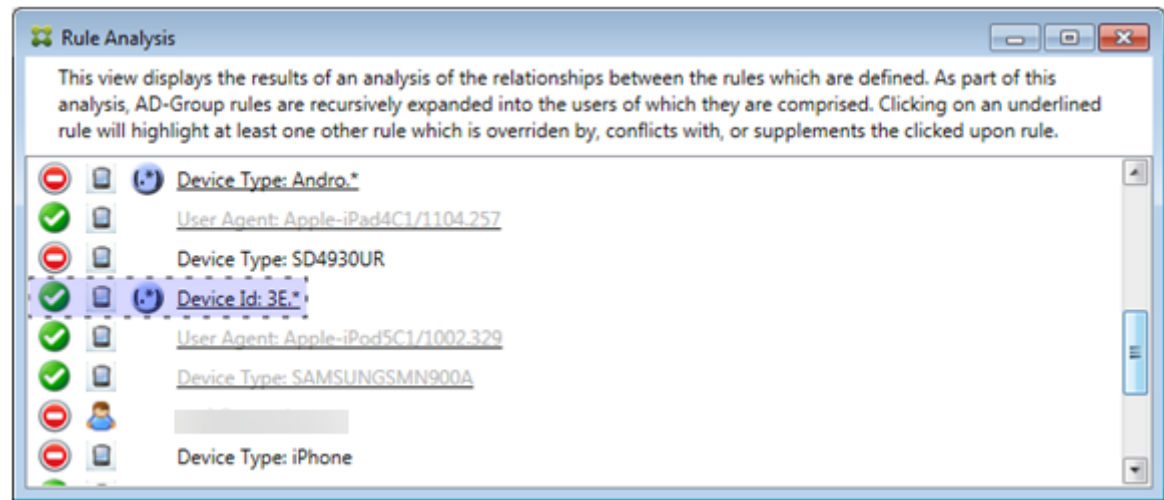 Rule Analysis
This view displays the results of an analysis of the relationships between the rules which are defined. As part of this
analysis, AD-Group rules are recursively expanded into the users of which they are comprised. Clicking on an underlined
rule will highlight at least one other rule which is overriden by, conflicts with, or supplements the clicked upon rule.
(.*) Device Type: Andro.*
User Agent: Apple-iPad4C1/1104.257
Device Type: SD4930UR
(.*) Device Id: 3E.*
User Agent: Apple-iPod5C1/1002.329
Device Type: SAMSUNGSMN900A
Device Type: iPhone